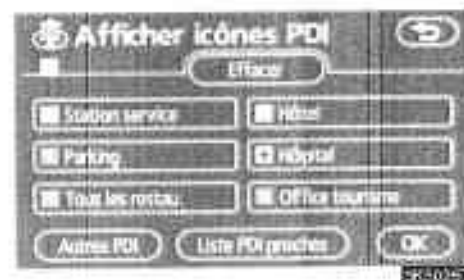 Afficher icônes PDI
Effacer
Station service
Hôtel
Parking
Hôpital
Tous les restau.
Office tourisme
Autres PDI
Liste PDI proches
OK